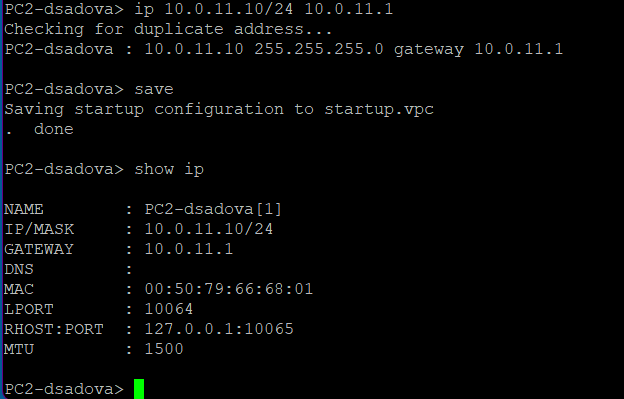 PC2-dsadova> ip 10.0.11.10/24 10.0.11.1
Checking for duplicate address...
PC2-dsadova : 10.0.11.10 255.255.255.0 gateway 10.0.11.1

PC2-dsadova> save
Saving startup configuration to startup.vpc
.  done

PC2-dsadova> show ip

NAME        : PC2-dsadova[1]
IP/MASK     : 10.0.11.10/24
GATEWAY     : 10.0.11.1
DNS         :
MAC         : 00:50:79:66:68:01
LPORT       : 10064
RHOST:PORT  : 127.0.0.1:10065
MTU         : 1500

PC2-dsadova>